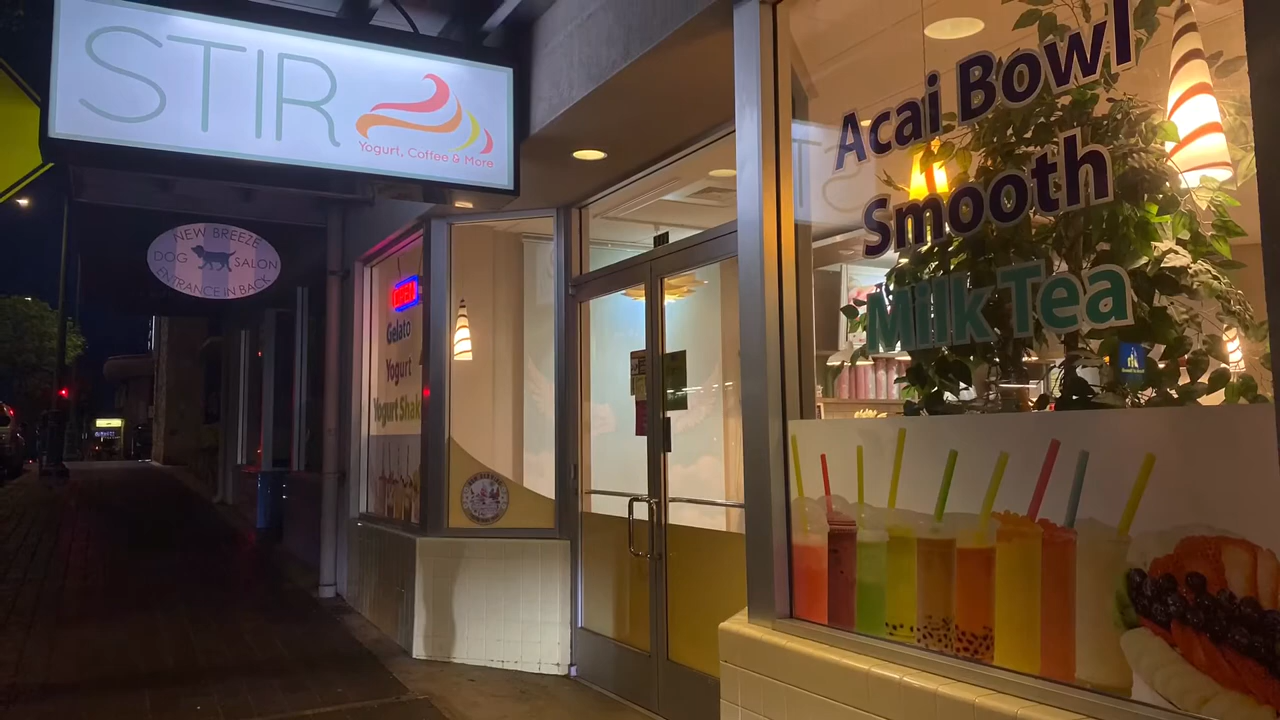 STIR
Yogurt, Coffee & More
NEW BREEZE
DOG SALON
ENTRANCE IN BACK
OPEN
Gelato
Yogurt
Yogurt Shak
Acai Bowl
Smooth
Milk Tea